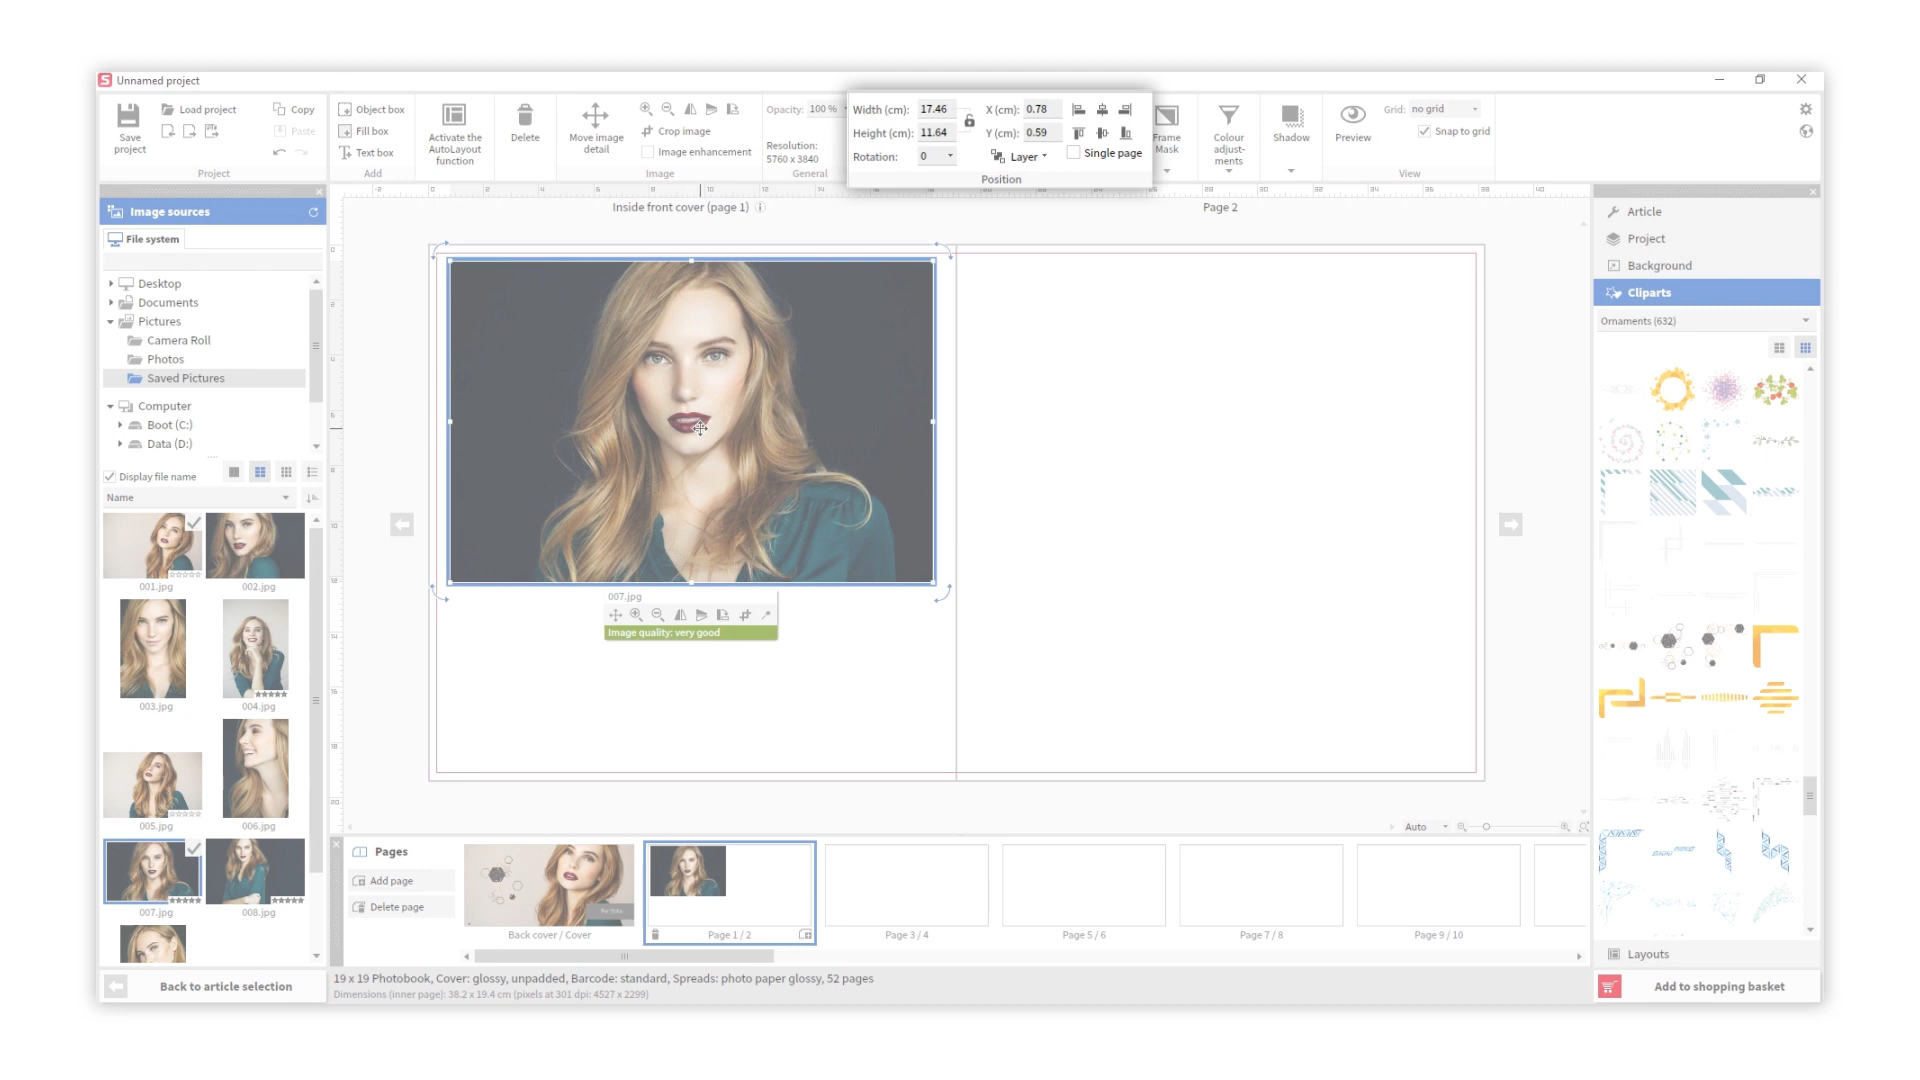 Unnamed project
Save project
Load project
Copy
Paste
Project
Object box
Fill box
Text box
Add
Activate the AutoLayout function
Delete
Move image detail
Crop image
Image enhancement
Image
Opacity: 100 %
Resolution:
5760 x 3840
General
Width (cm): 17.46
X (cm): 0.78
Height (cm): 11.64
Y (cm): 0.59
Rotation: 0
Layer
Single page
Position
Frame
Mask
Colour adjust-ments
Shadow
Preview
Grid: no grid
Snap to grid
View
Image sources
File system
Desktop
Documents
Pictures
Camera Roll
Photos
Saved Pictures
Computer
Boot (C:)
Data (D:)
Display file name
Name
001.jpg
002.jpg
003.jpg
004.jpg
005.jpg
006.jpg
007.jpg
008.jpg
Back to article selection
Inside front cover (page 1)
Page 2
007.jpg
Image quality: very good
Auto
Pages
Add page
Delete page
Back cover / Cover
Page 1 / 2
Page 3 / 4
Page 5 / 6
Page 7 / 8
Page 9 / 10
19 x 19 Photobook, Cover: glossy, unpadded, Barcode: standard, Spreads: photo paper glossy, 52 pages
Dimensions (inner page): 38.2 x 19.4 cm (pixels at 301 dpi: 4527 x 2299)
Article
Project
Background
Cliparts
Ornaments (632)
Layouts
Add to shopping basket